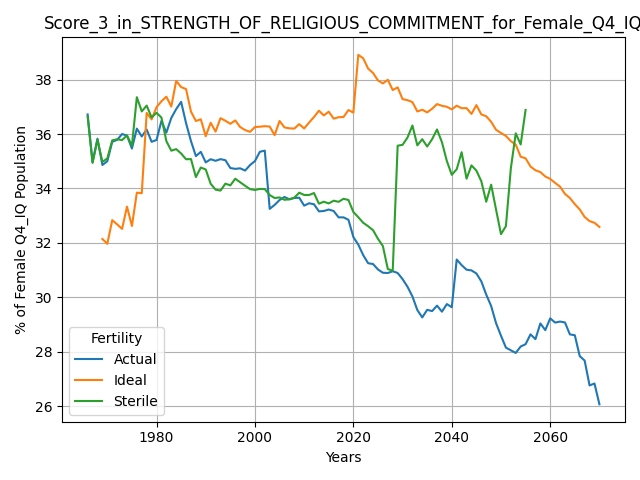 Score_3_in_STRENGTH_OF_RELIGIOUS_COMMITMENT_for_Female_Q4_IQ
% of Female Q4_IQ Population
38
36
34
32
30
28
26
Fertility
Actual
Ideal
Sterile
1980
2000
2020
2040
2060
Years